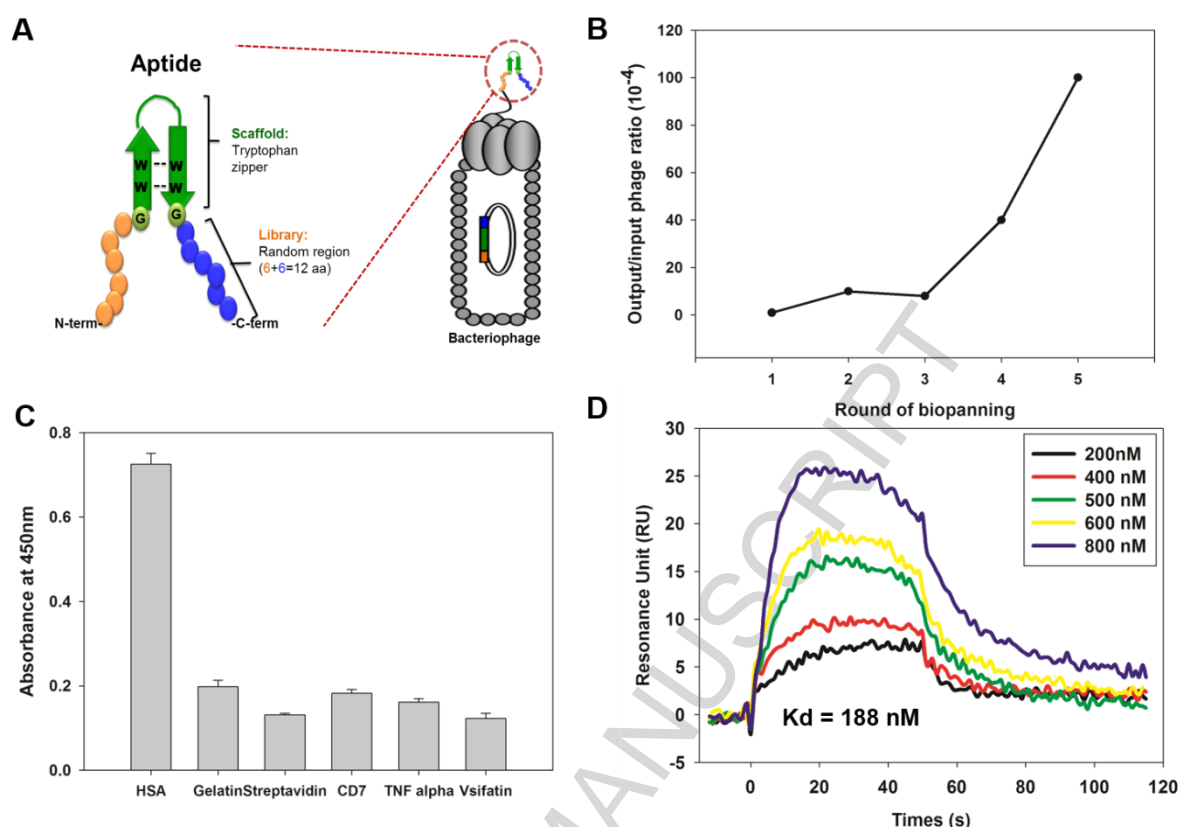 A
Aptide
Scaffold:
Tryptophan
zipper
W W
W W
G G
Library:
Random region
(6+6=12 aa)
N-term-
-C-term
Bacteriophage
B
Output/input phage ratio (10-4)
120
100
80
60
40
20
0
1 2 3 4 5
Round of biopanning
C
Absorbance at 450nm
0.8
0.6
0.4
0.2
0.0
HSA Gelatin Streptavidin CD7 TNF alpha Vsifatin
D
Resonance Unit (RU)
30
25
20
15
10
5
0
-5
200nM
400 nM
500 nM
600 nM
800 nM
Kd = 188 nM
0 20 40 60 80 100 120
Times (s)
MANUSCRIPT